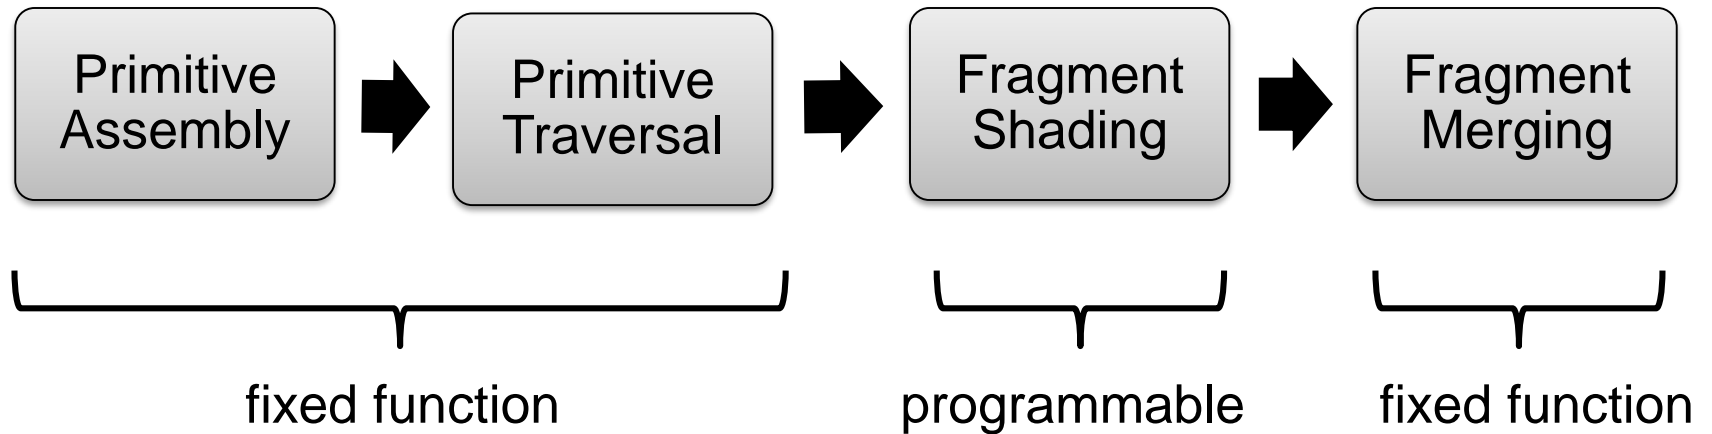 Primitive
Assembly
Primitive
Traversal
Fragment
Shading
Fragment
Merging
fixed function
programmable
fixed function